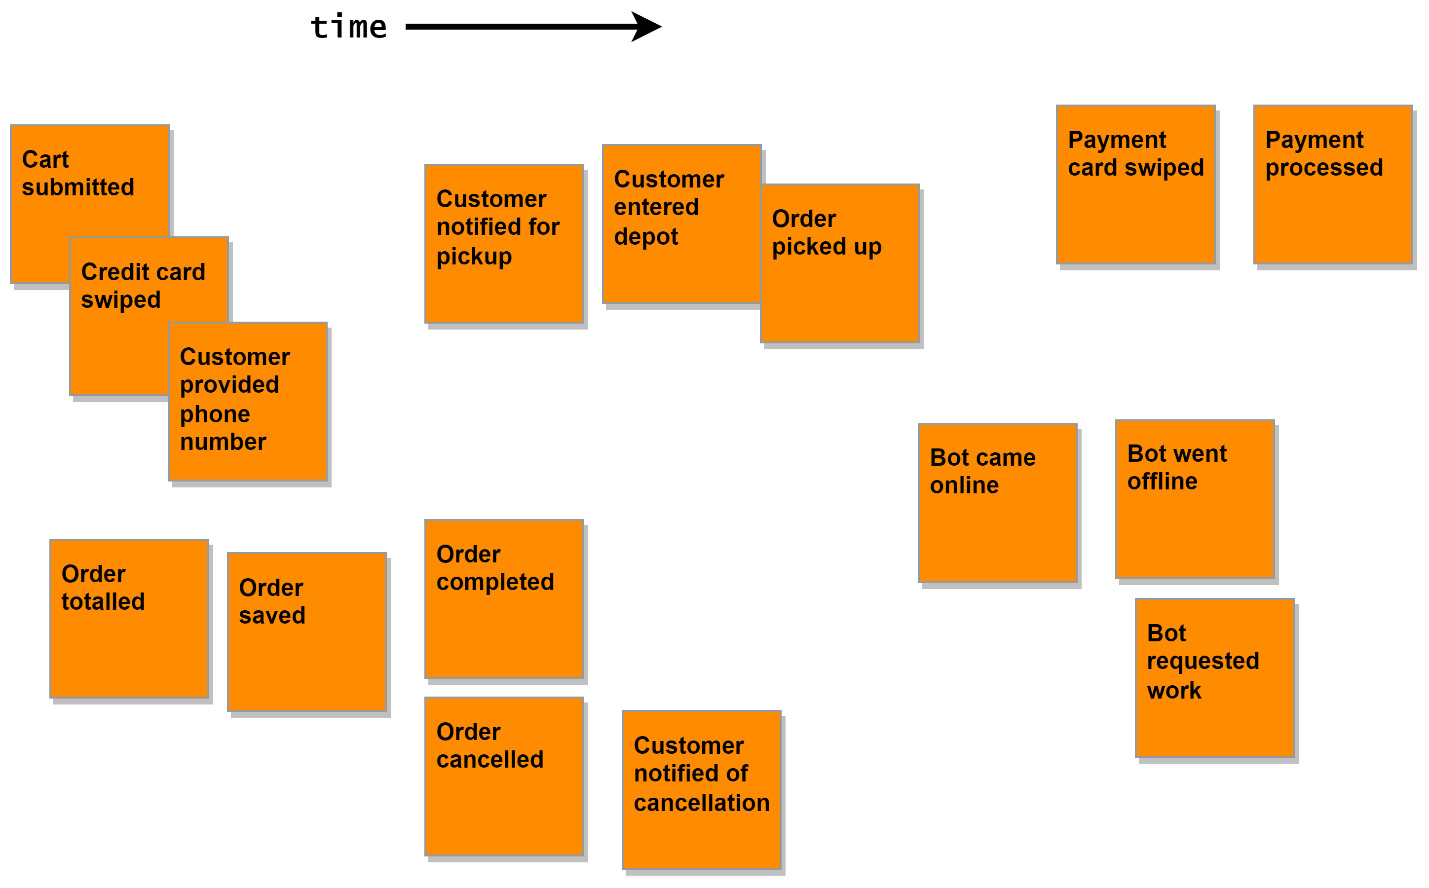 time
Cart
submitted
Credit card
swiped
Customer
provided
phone
number
Customer
notified for
pickup
Customer
entered
depot
Order
picked up
Payment
card swiped
Payment
processed
Bot came
online
Bot went
offline
Bot
requested
work
Order
totalled
Order
saved
Order
completed
Order
cancelled
Customer
notified of
cancellation